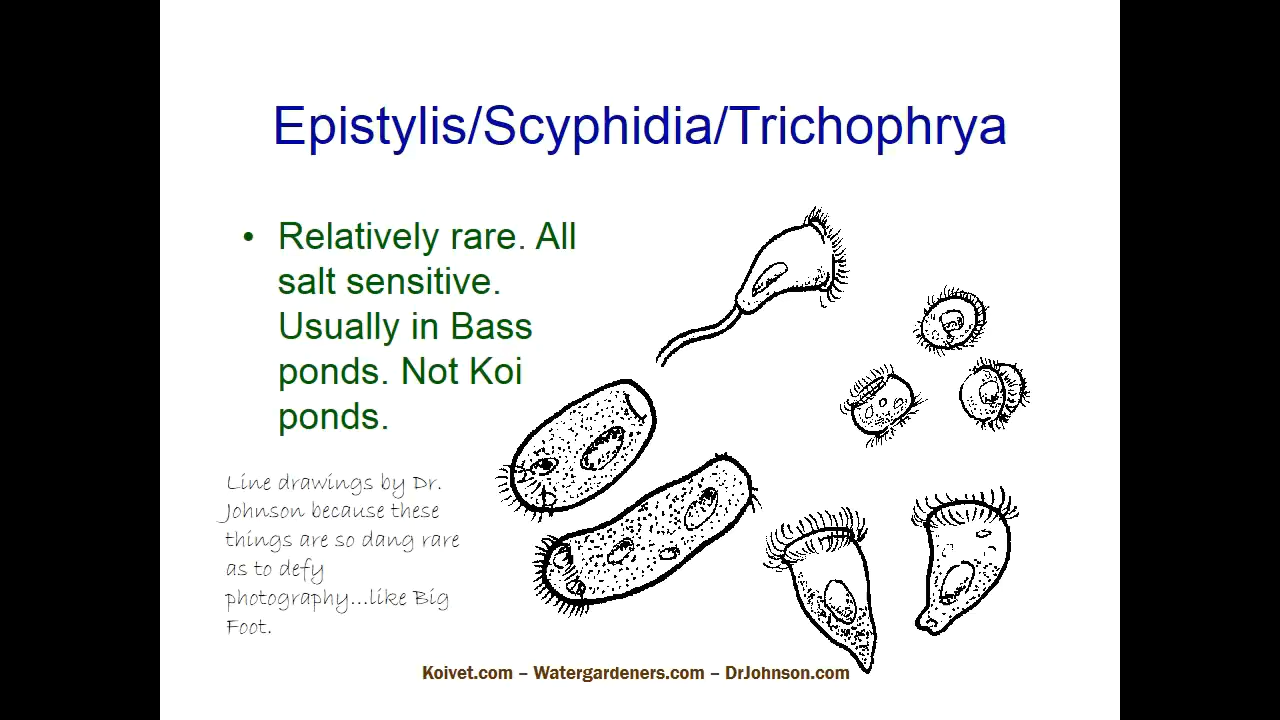 Epistylis/Scyphidia/Trichophrya
• Relatively rare. All
salt sensitive.
Usually in Bass
ponds. Not Koi
ponds.
Line drawings by Dr.
Johnson because these
things are so dang rare
as to defy
photography...like Big
Foot.
Koivet.com – Watergardeners.com – DrJohnson.com